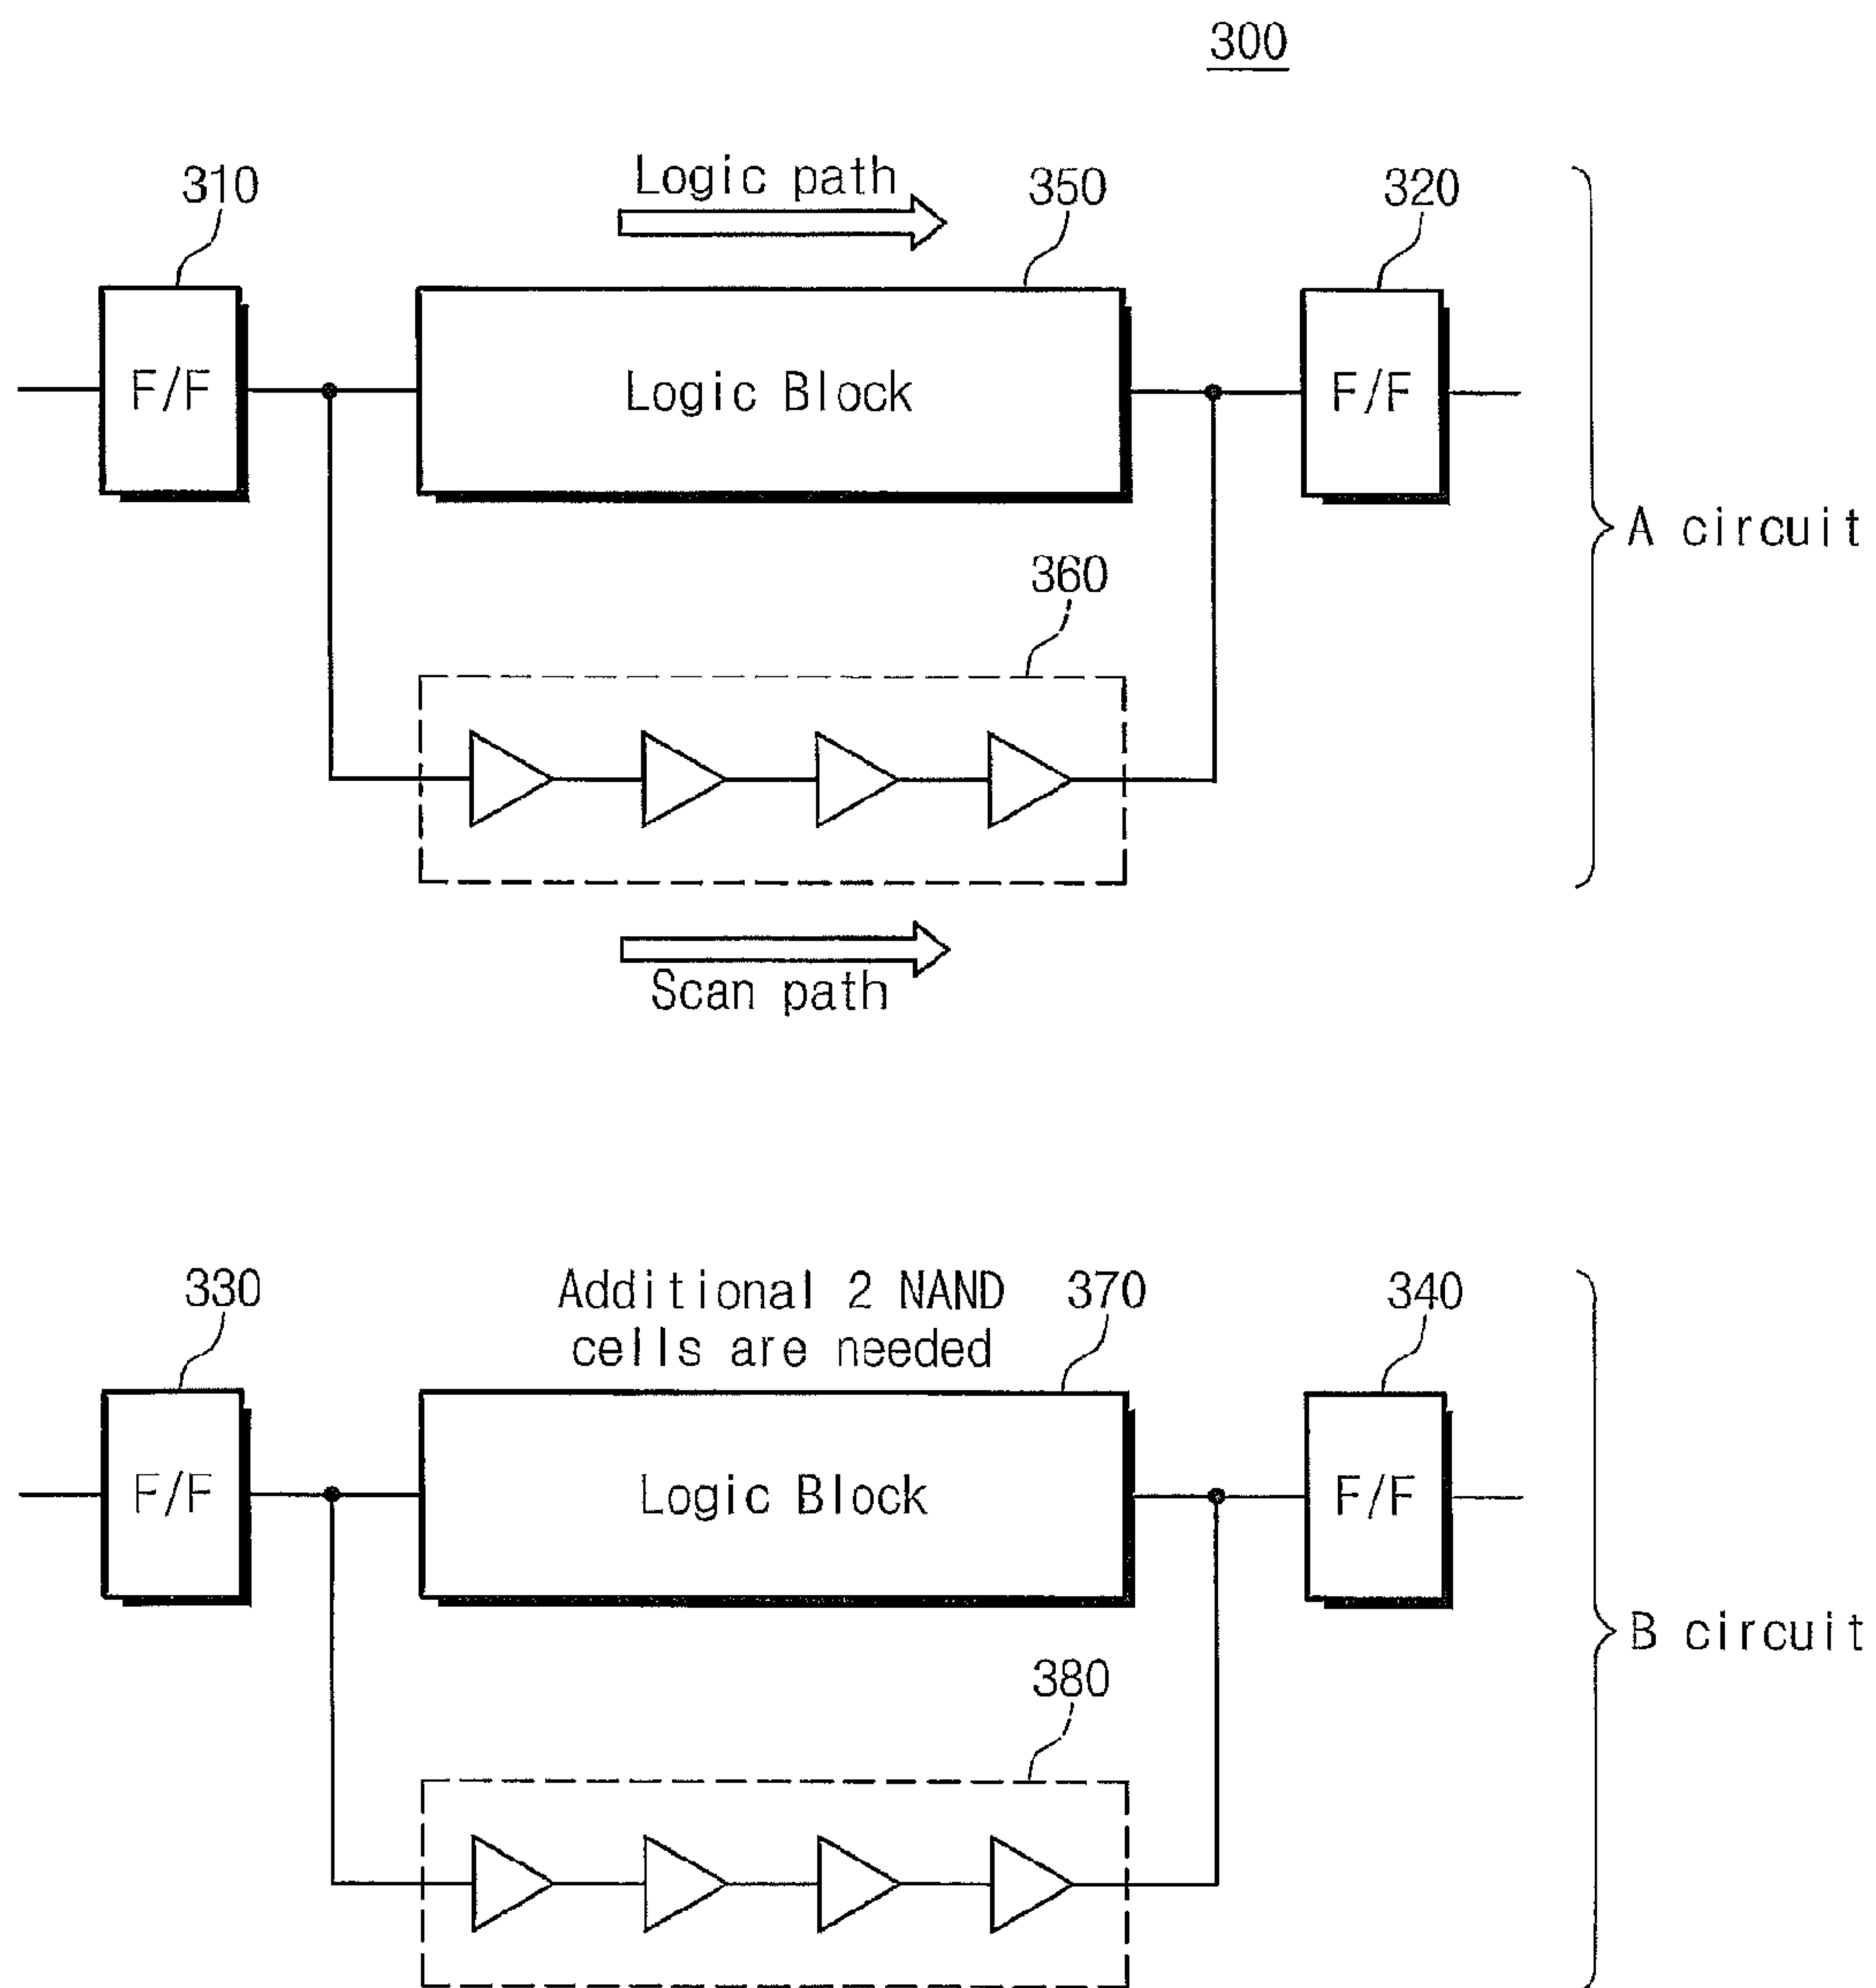 300
310
Logic path
350
320
F/F
Logic Block
F/F
A circuit
360
Scan path
330
Additional 2 NAND
cells are needed
370
340
F/F
Logic Block
F/F
B circuit
380